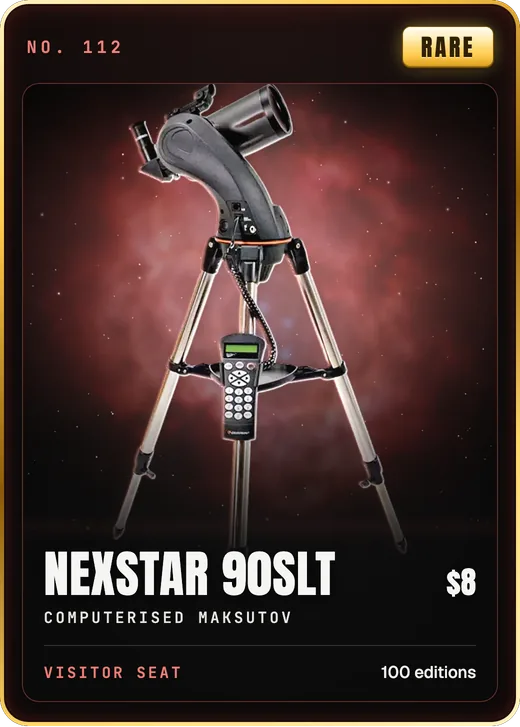 NO. 112
RARE
NEXSTAR 90SLT
$8
COMPUTERISED MAKSUTOV
VISITOR SEAT
100 editions